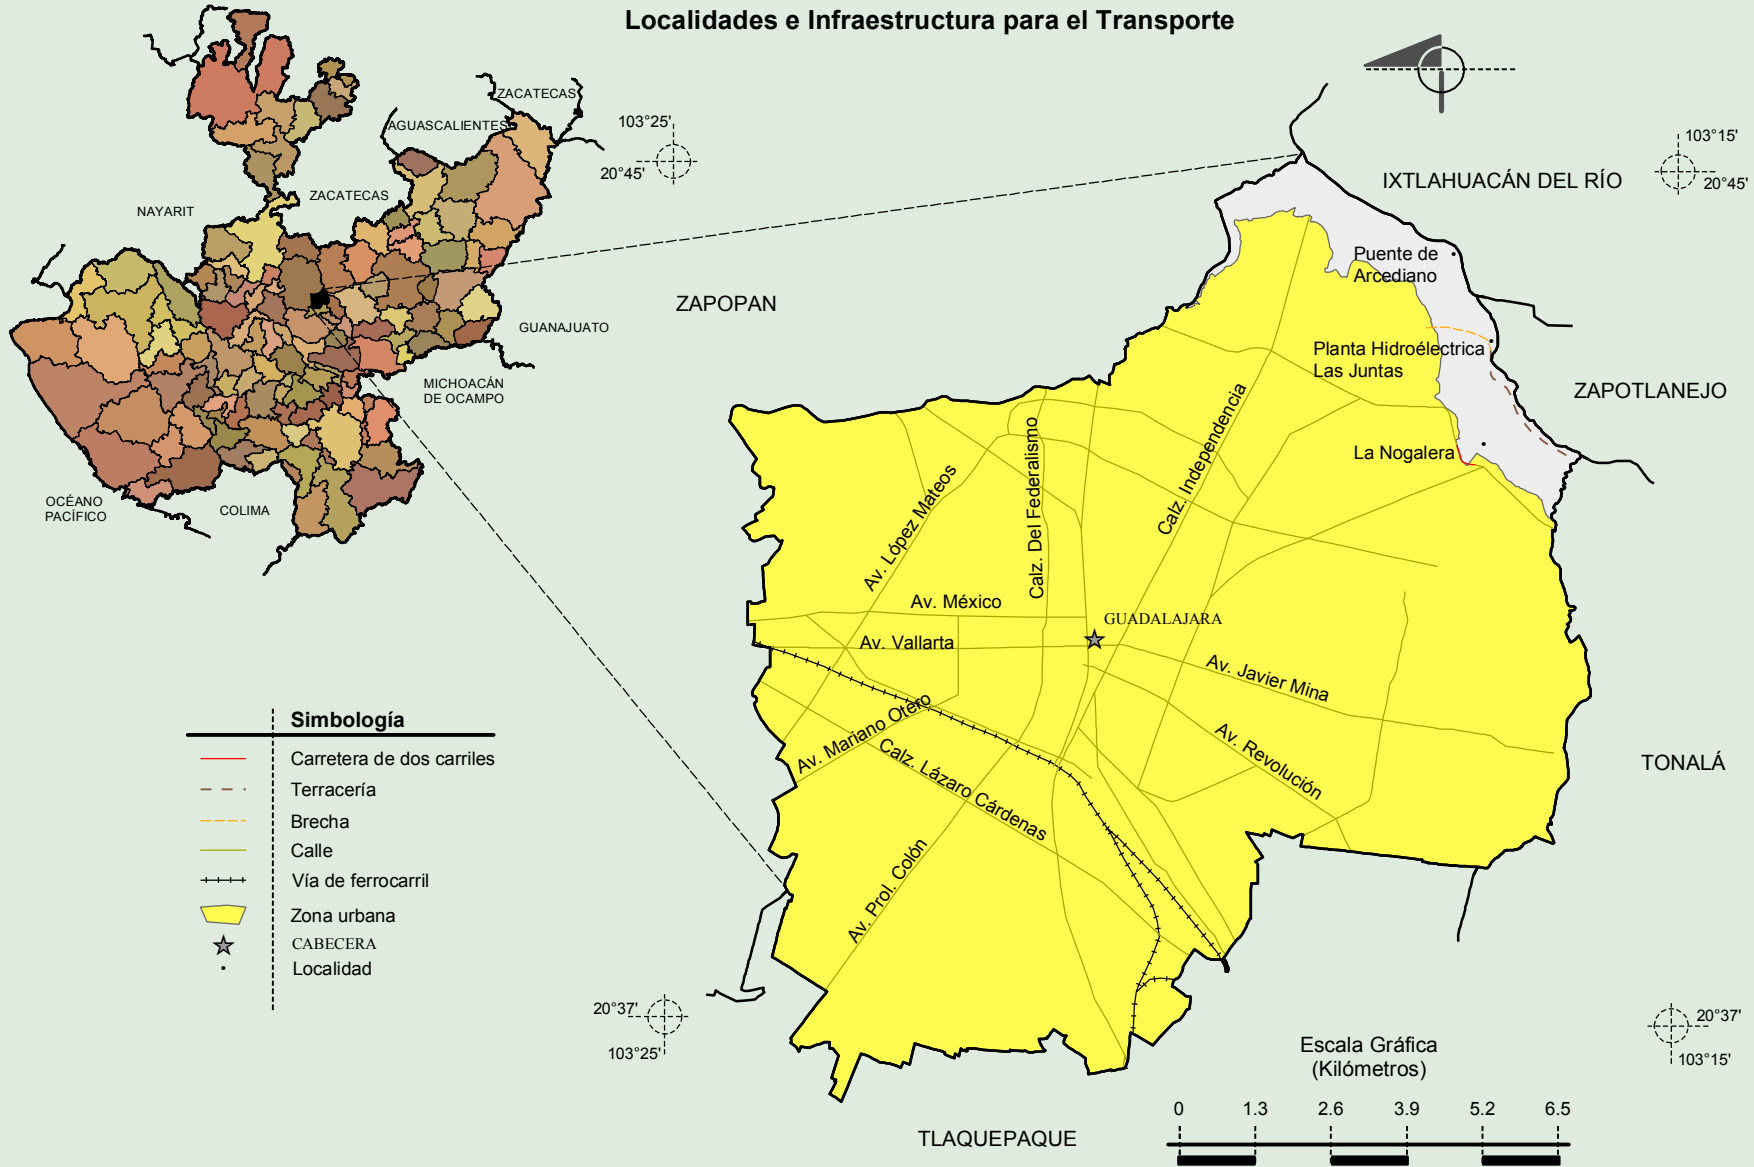 Localidades e Infraestructura para el Transporte
ZACATECAS
AGUASCALIENTES
ZACATECAS
NAYARIT
GUANAJUATO
MICHOACÁN
DE OCAMPO
OCÉANO
PACÍFICO
COLIMA
103°25'
20°45'
103°15'
20°45'
IXTLAHUACÁN DEL RÍO
ZAPOPAN
Puente de
Arcediano
Planta Hidroélectrica
Las Juntas
ZAPOTLANEJO
La Nogalera
Calz. Independencia
Calz. Del Federalismo
Av. López Mateos
Av. México
GUADALAJARA
Av. Vallarta
Av. Javier Mina
Av. Mariano Otero
Av. Revolución
Calz. Lázaro Cárdenas
Av. Prol. Colón
TONALÁ
Simbología
Carretera de dos carriles
Terracería
Brecha
Calle
Vía de ferrocarril
Zona urbana
CABECERA
Localidad
20°37'
103°25'
20°37'
103°15'
Escala Gráfica
(Kilómetros)
0 1.3 2.6 3.9 5.2 6.5
TLAQUEPAQUE